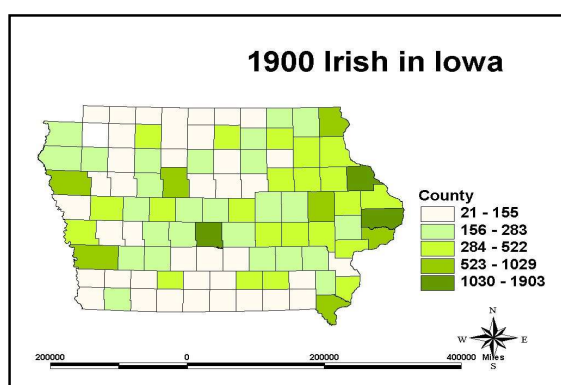 1900 Irish in Iowa
County
21 - 155
156 - 283
284 - 522
523 - 1029
1030 - 1903
N
W E
S
200000 0 200000 400000 Miles